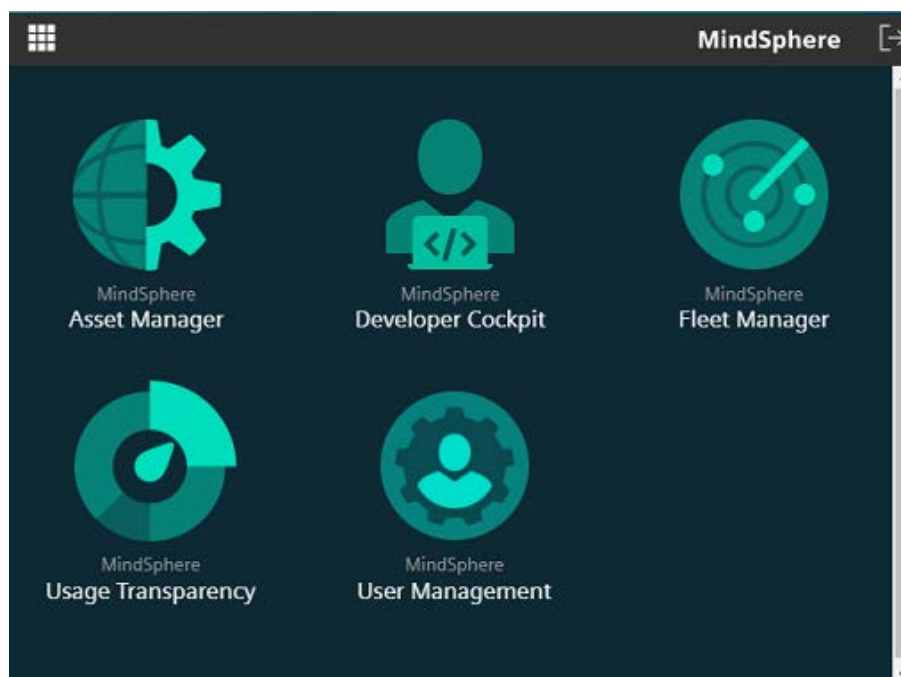 MindSphere
MindSphere
Asset Manager
MindSphere
Developer Cockpit
MindSphere
Fleet Manager
</>
MindSphere
Usage Transparency
MindSphere
User Management